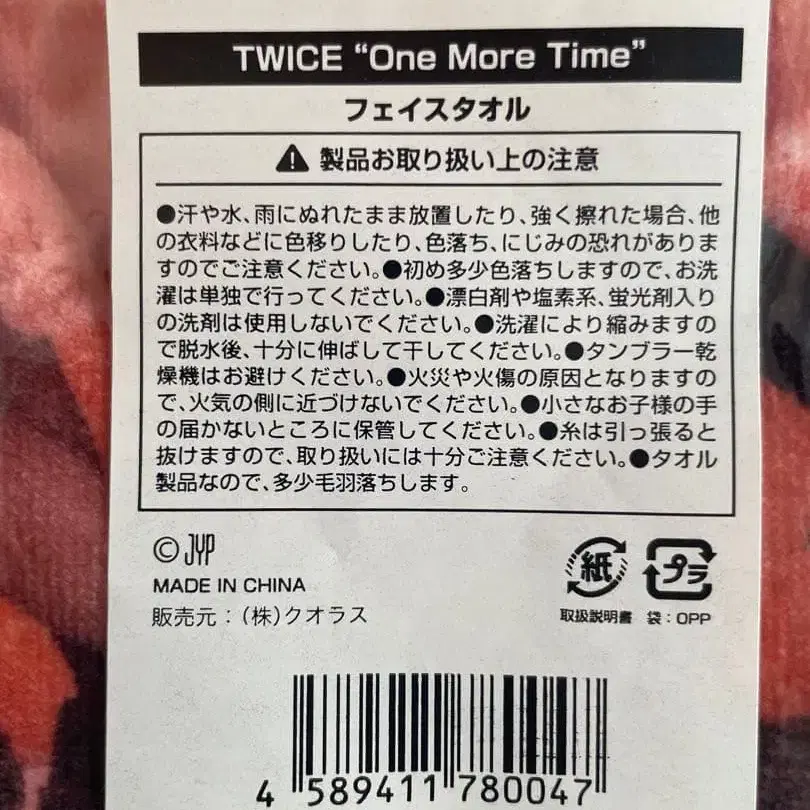 TWICE “One More Time”
フェイスタオル
⚠ 製品お取り扱い上の注意
●汗や水、雨にぬれたまま放置したり、強く擦れた場合、他
の衣料などに色移りしたり、色落ち、にじみの恐れがありま
すのでご注意ください。●初め多少色落ちしますので、お洗
濯は単独で行ってください。●漂白剤や塩素系、蛍光剤入り
の洗剤は使用しないでください。●洗濯により縮みますの
で脱水後、十分に伸ばして干してください。●タンブラー乾
燥機はお避けください。●火災や火傷の原因となりますの
で、火気の側に近づけないでください。●小さなお子様の手
の届かないところに保管してください。●糸は引っ張ると
抜けますので、取り扱いには十分ご注意ください。●タオル
製品なので、多少毛羽落ちします。
© JYP
MADE IN CHINA
販売元：(株)クオラス
紙
取扱説明書
プラ
袋：OPP
4 589411 780047